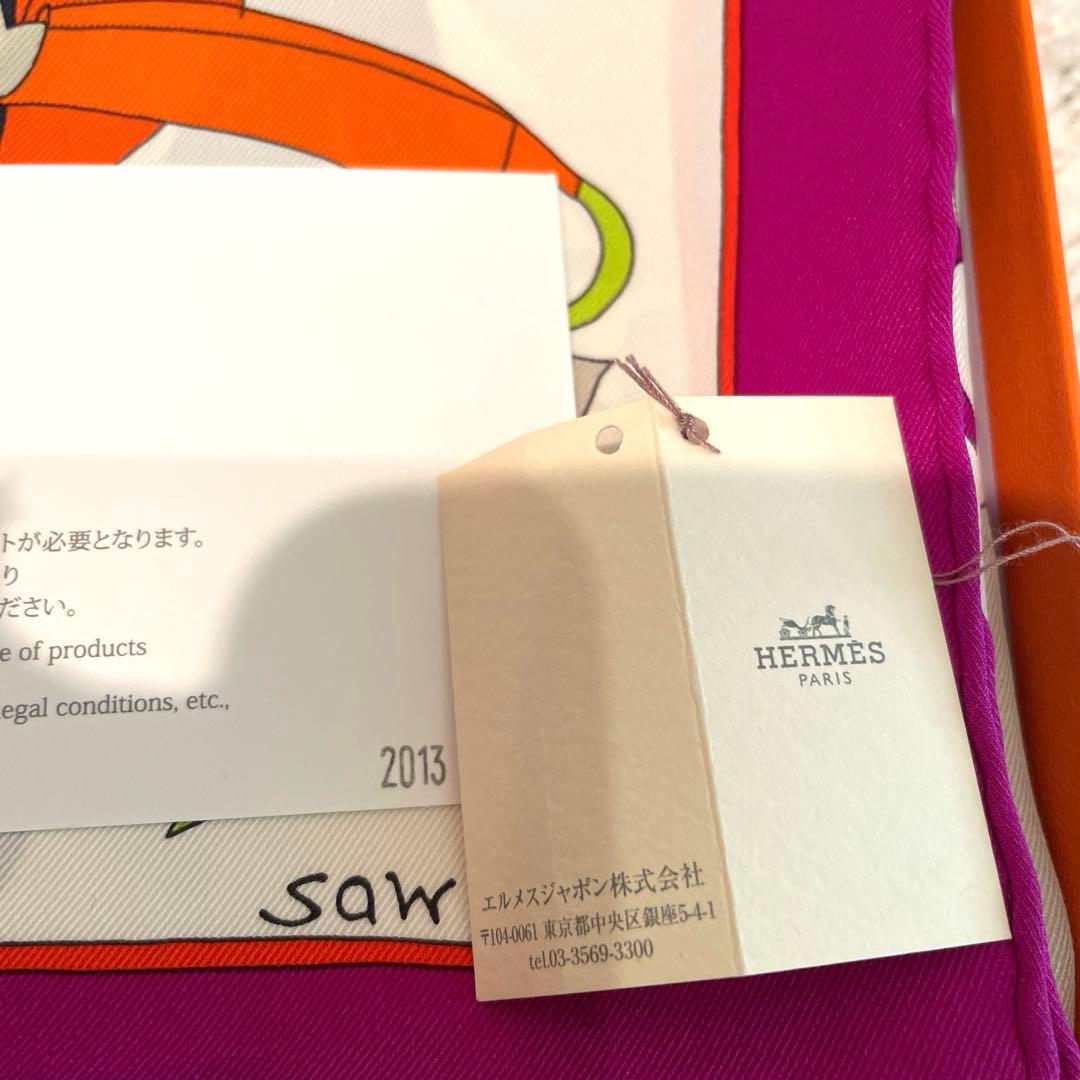 トが必要となります。
り
ださい。
e of products
legal conditions, etc.,
2013
saw
HERMÈS
PARIS
エルメスジャポン株式会社
〒104-0061 東京都中央区銀座5-4-1
tel.03-3569-3300